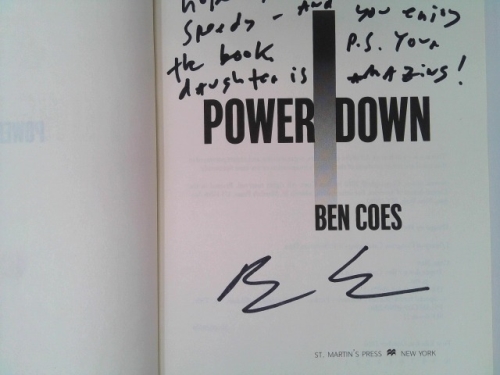 speedy - and you enjoy
the book P.S. Your
daughter is amazing!
POWER DOWN
BEN COES
ST. MARTIN'S PRESS NEW YORK